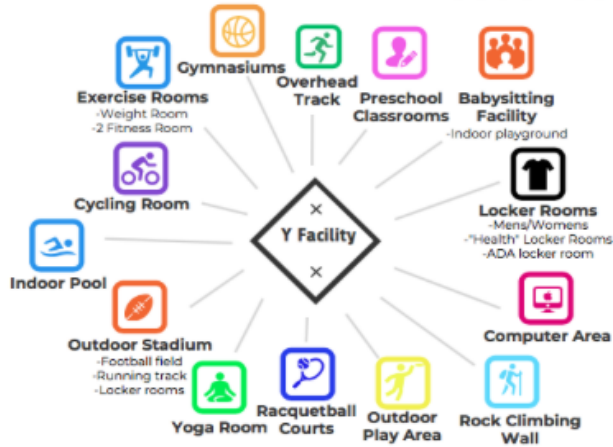 Gymnasiums
Overhead
Track
Preschool
Classrooms
Babysitting
Facility
-Indoor playground
Exercise Rooms
-Weight Room
-2 Fitness Room
Cycling Room
Y Facility
Locker Rooms
-Mens/Womens
-"Health" Locker Rooms
-ADA locker room
Indoor Pool
Computer Area
Outdoor Stadium
-Football field
-Running track
-Locker rooms
Yoga Room
Racquetball
Courts
Outdoor
Play Area
Rock Climbing
Wall